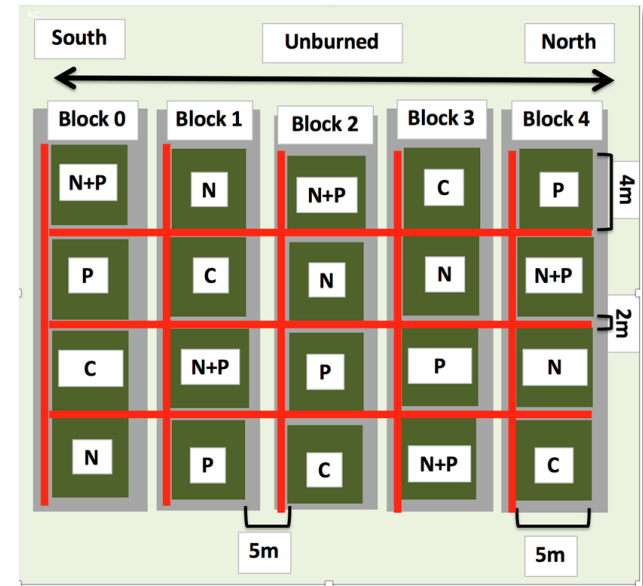 South
Unburned
North
Block 0
Block 1
Block 2
Block 3
Block 4
N+P
N
N+P
C
P
4m
P
C
N
N
N+P
2m
C
N+P
P
P
N
N
P
C
N+P
C
5m
5m